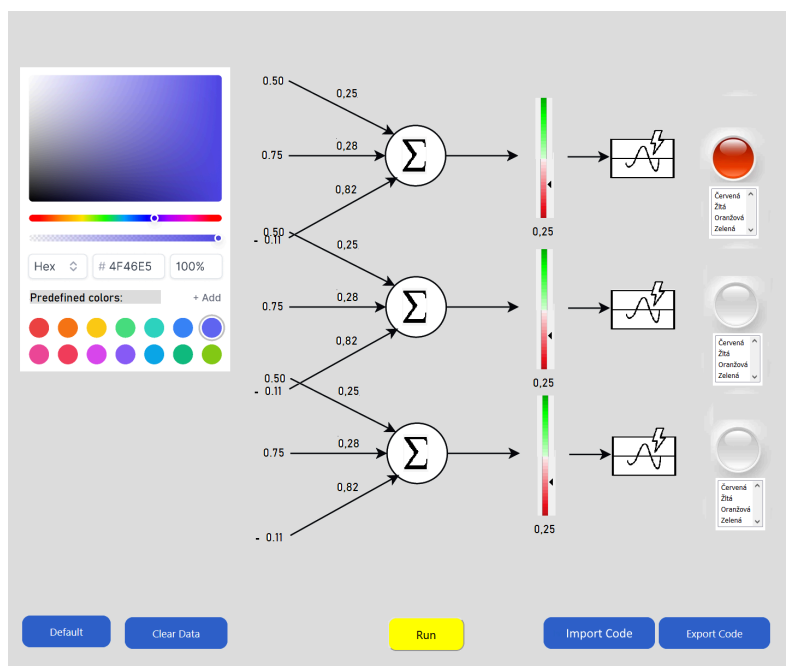 Hex
# 4F46E5
100%
Predefined colors:
+ Add
0.50
0,25
0.75
0,28
Σ
0,82
- 0.11
0,25
Červená
Žltá
Oranžová
Zelená
0.50
0,25
0.75
0,28
Σ
0,82
- 0.11
0,25
Červená
Žltá
Oranžová
Zelená
0.50
0,25
0.75
0,28
Σ
0,82
- 0.11
0,25
Červená
Žltá
Oranžová
Zelená
Default
Clear Data
Run
Import Code
Export Code